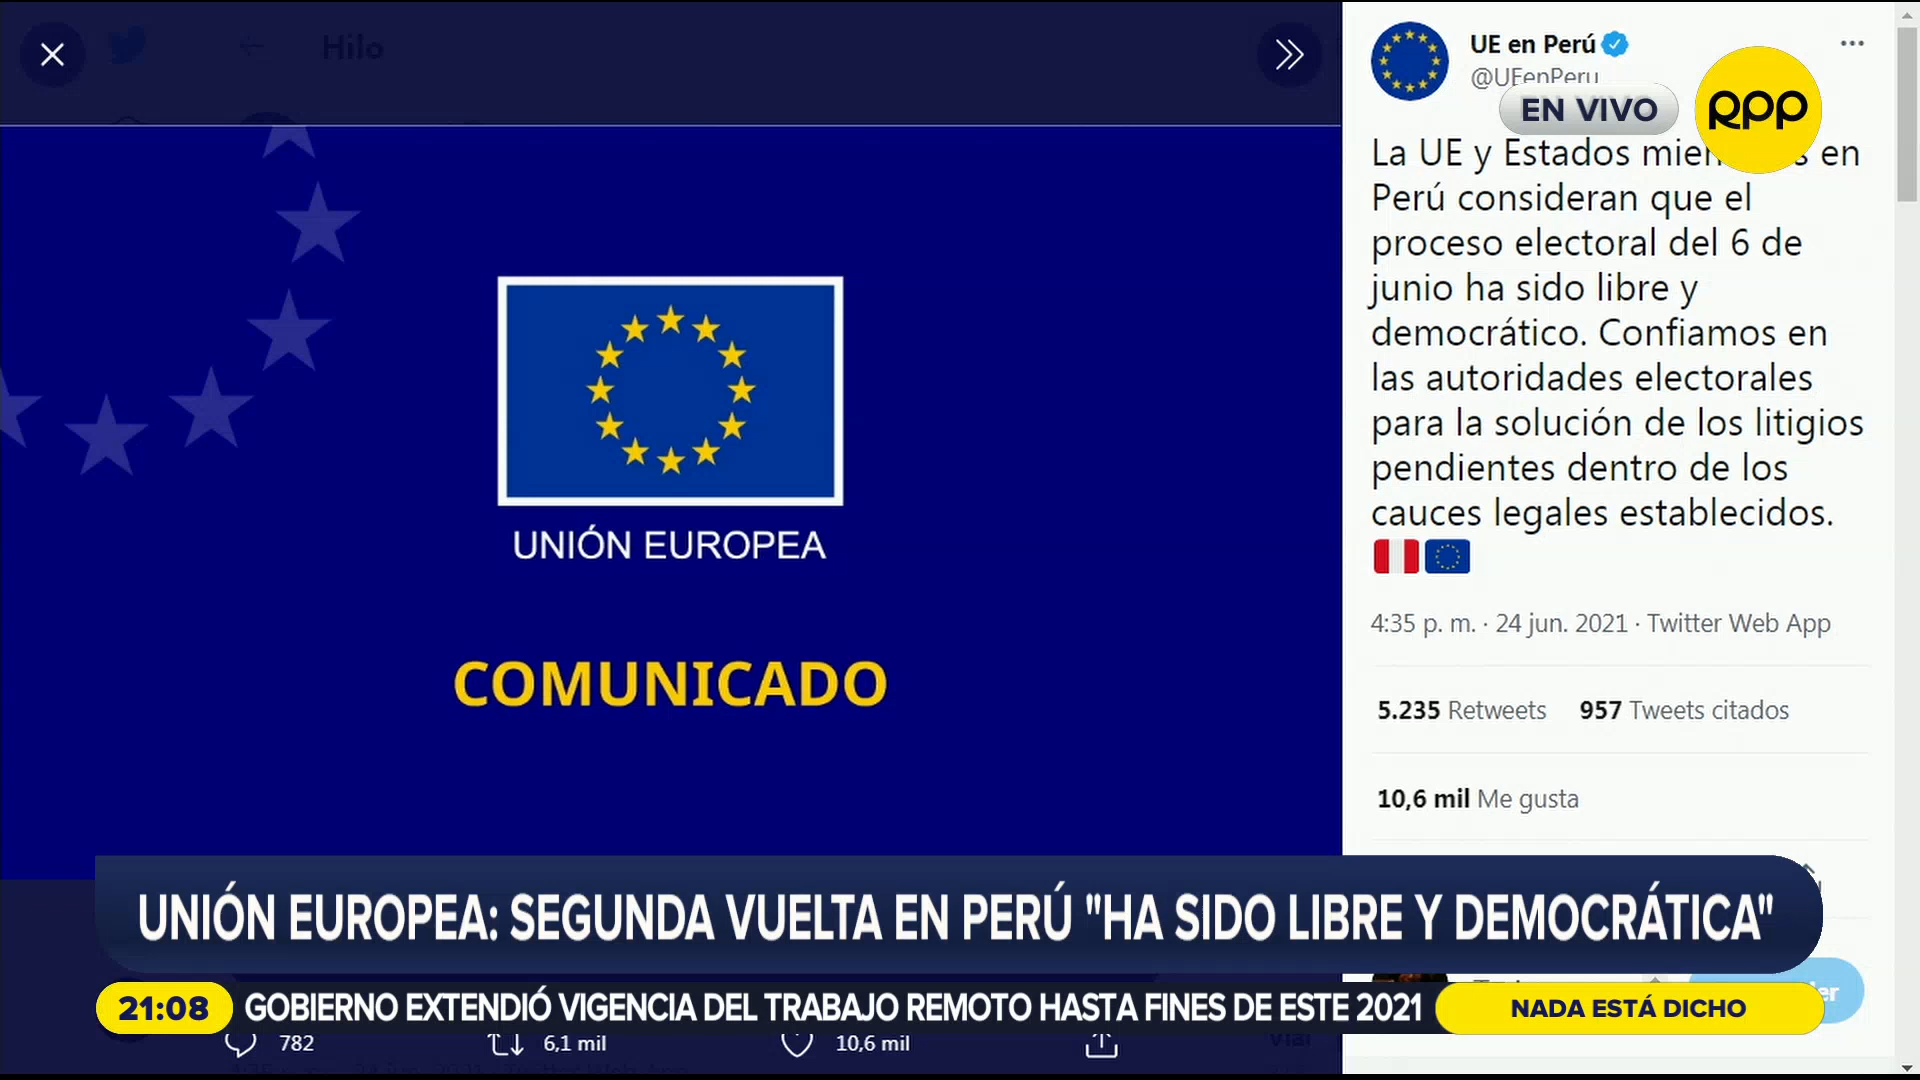 Hilo
UE en Perú
@UEenPeru
EN VIVO
rpp
La UE y Estados en
Perú consideran que el
proceso electoral del 6 de
junio ha sido libre y
democrático. Confiamos en
las autoridades electorales
para la solución de los litigios
pendientes dentro de los
cauces legales establecidos.
4:35 p. m. · 24 jun. 2021 · Twitter Web App
5.235 Retweets 957 Tweets citados
10,6 mil Me gusta
UNIÓN EUROPEA
COMUNICADO
UNIÓN EUROPEA: SEGUNDA VUELTA EN PERÚ "HA SIDO LIBRE Y DEMOCRÁTICA"
21:08 GOBIERNO EXTENDIÓ VIGENCIA DEL TRABAJO REMOTO HASTA FINES DE ESTE 2021 NADA ESTÁ DICHO
782 6,1 mil 10,6 mil